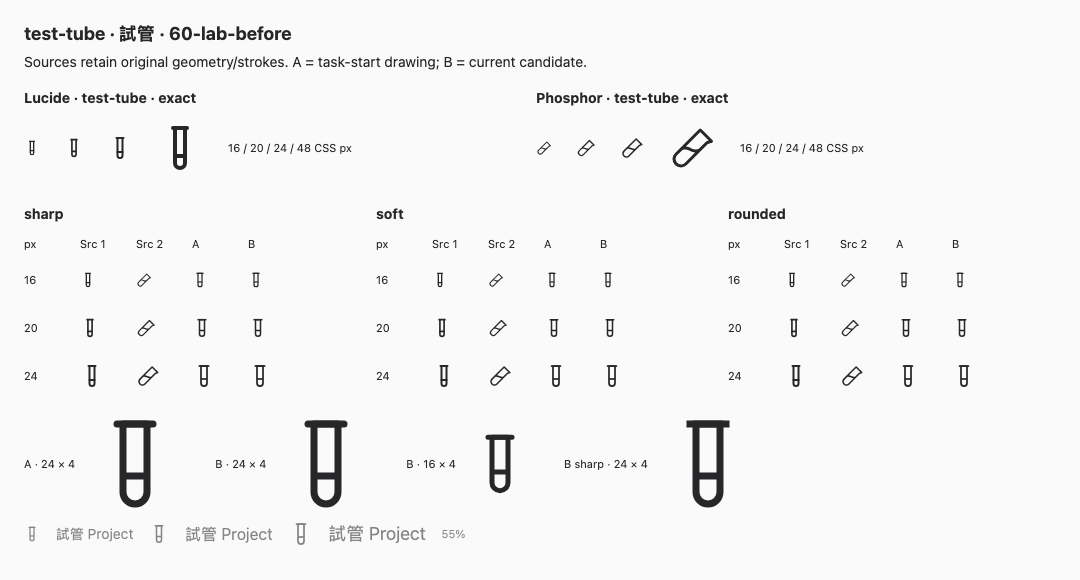 test-tube · 試管 · 60-lab-before
Sources retain original geometry/strokes. A = task-start drawing; B = current candidate.
Lucide · test-tube · exact
Phosphor · test-tube · exact
16 / 20 / 24 / 48 CSS px
16 / 20 / 24 / 48 CSS px
sharp
soft
rounded
px Src 1 Src 2 A B
px Src 1 Src 2 A B
px Src 1 Src 2 A B
16
16
16
20
20
20
24
24
24
A · 24 × 4
B · 24 × 4
B · 16 × 4
B sharp · 24 × 4
試管 Project
試管 Project
試管 Project
55%